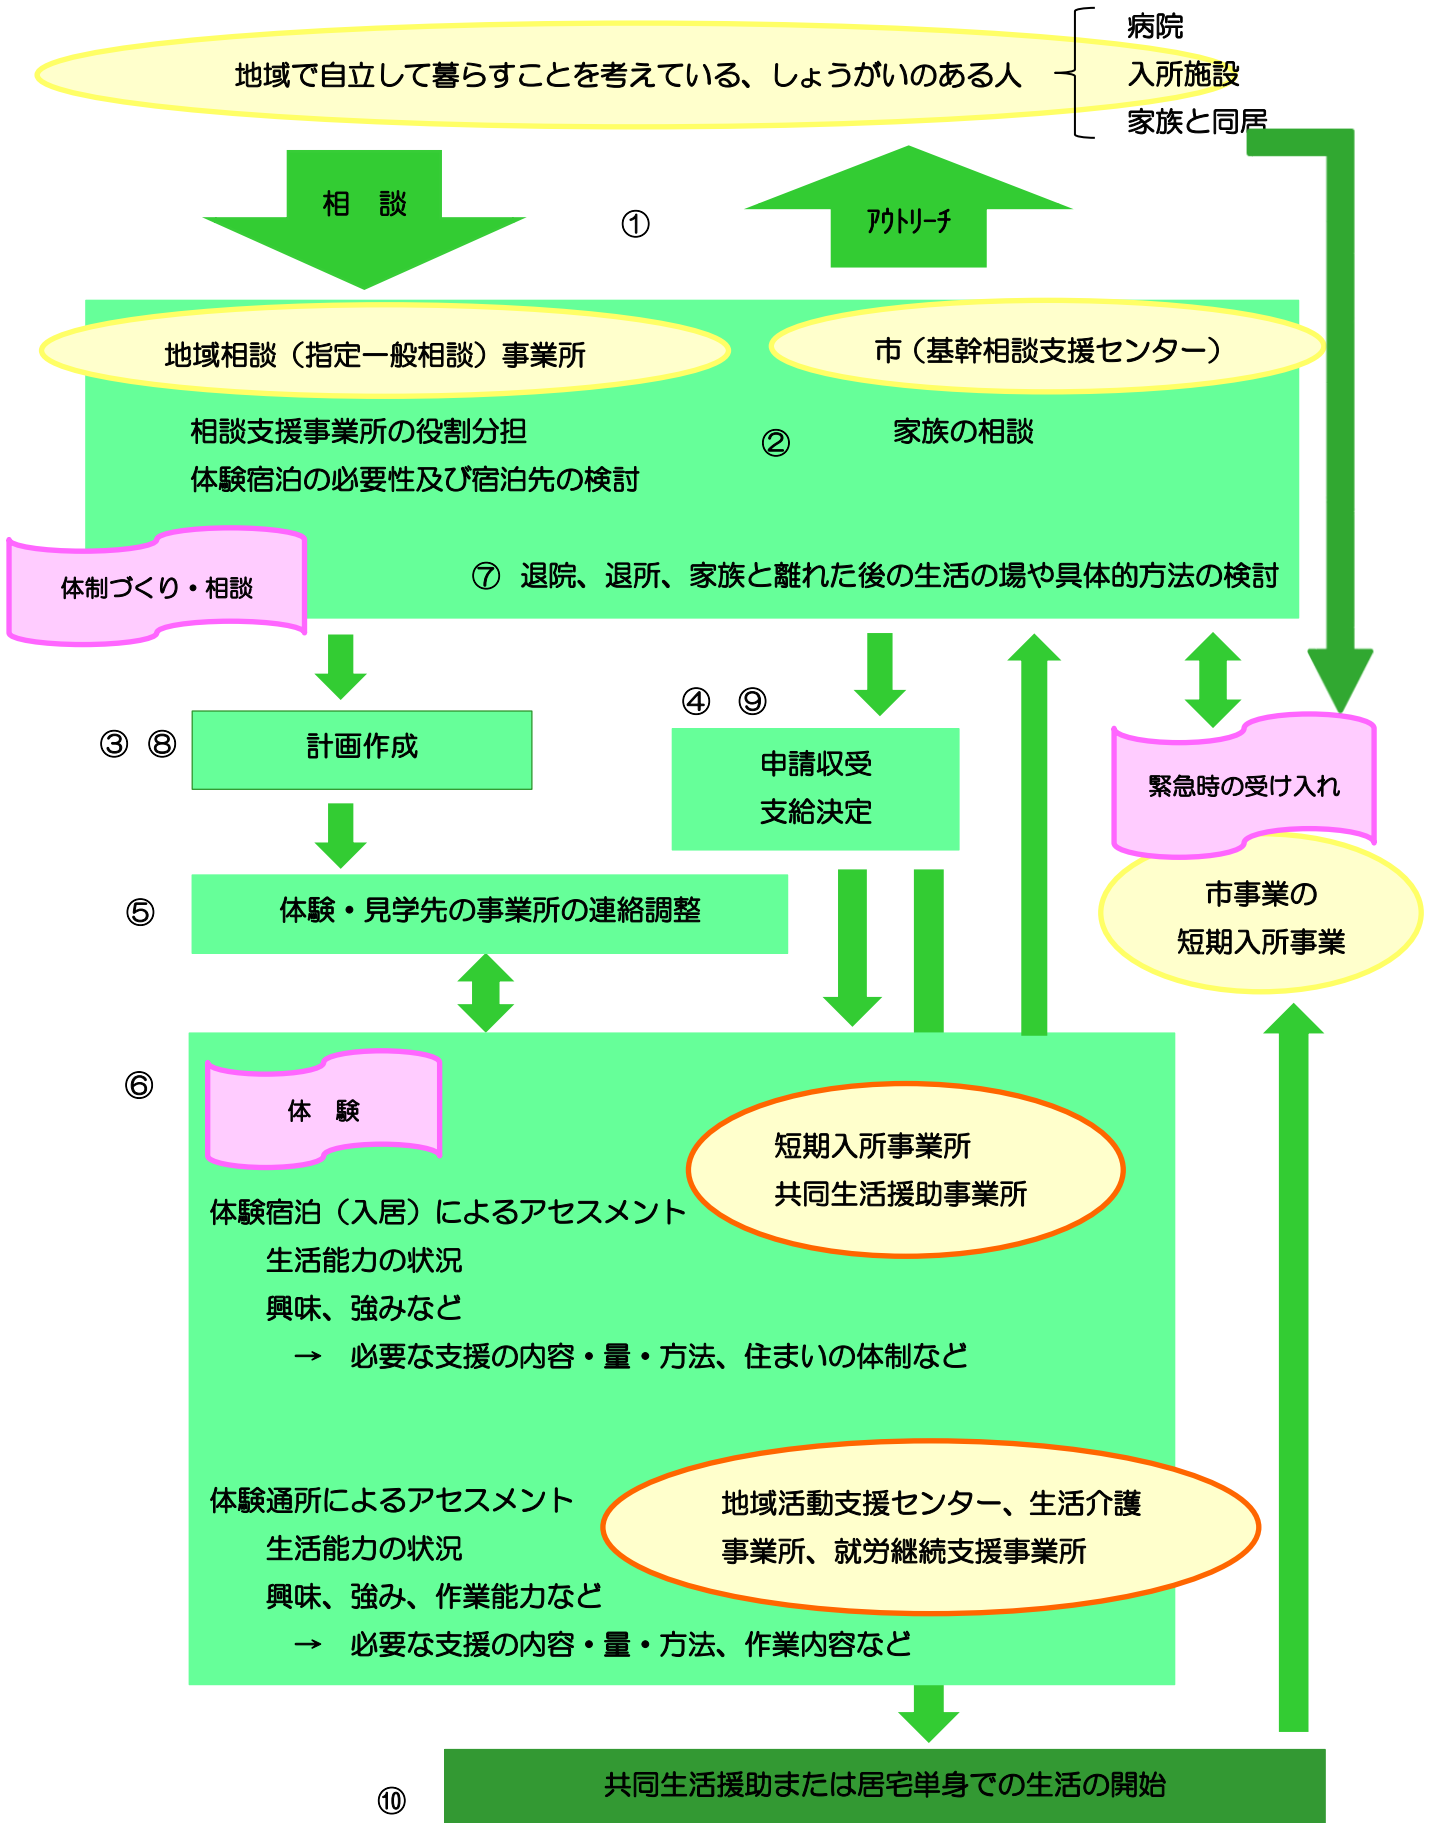 地域で自立して暮らすことを考えている、しょうがいのある人
病院
入所施設
家族と同居
相　談
①
ｱｳﾄﾘｰﾁ
地域相談（指定一般相談）事業所
市（基幹相談支援センター）
相談支援事業所の役割分担
体験宿泊の必要性及び宿泊先の検討
②
家族の相談
体制づくり・相談
⑦　退院、退所、家族と離れた後の生活の場や具体的方法の検討
③　⑧
計画作成
④　⑨
申請収受
支給決定
緊急時の受け入れ
市事業の
短期入所事業
⑤
体験・見学先の事業所の連絡調整
⑥
体　験
短期入所事業所
共同生活援助事業所
体験宿泊（入居）によるアセスメント
生活能力の状況
興味、強みなど
→　必要な支援の内容・量・方法、住まいの体制など
体験通所によるアセスメント
生活能力の状況
興味、強み、作業能力など
→　必要な支援の内容・量・方法、作業内容など
地域活動支援センター、生活介護
事業所、就労継続支援事業所
⑩
共同生活援助または居宅単身での生活の開始